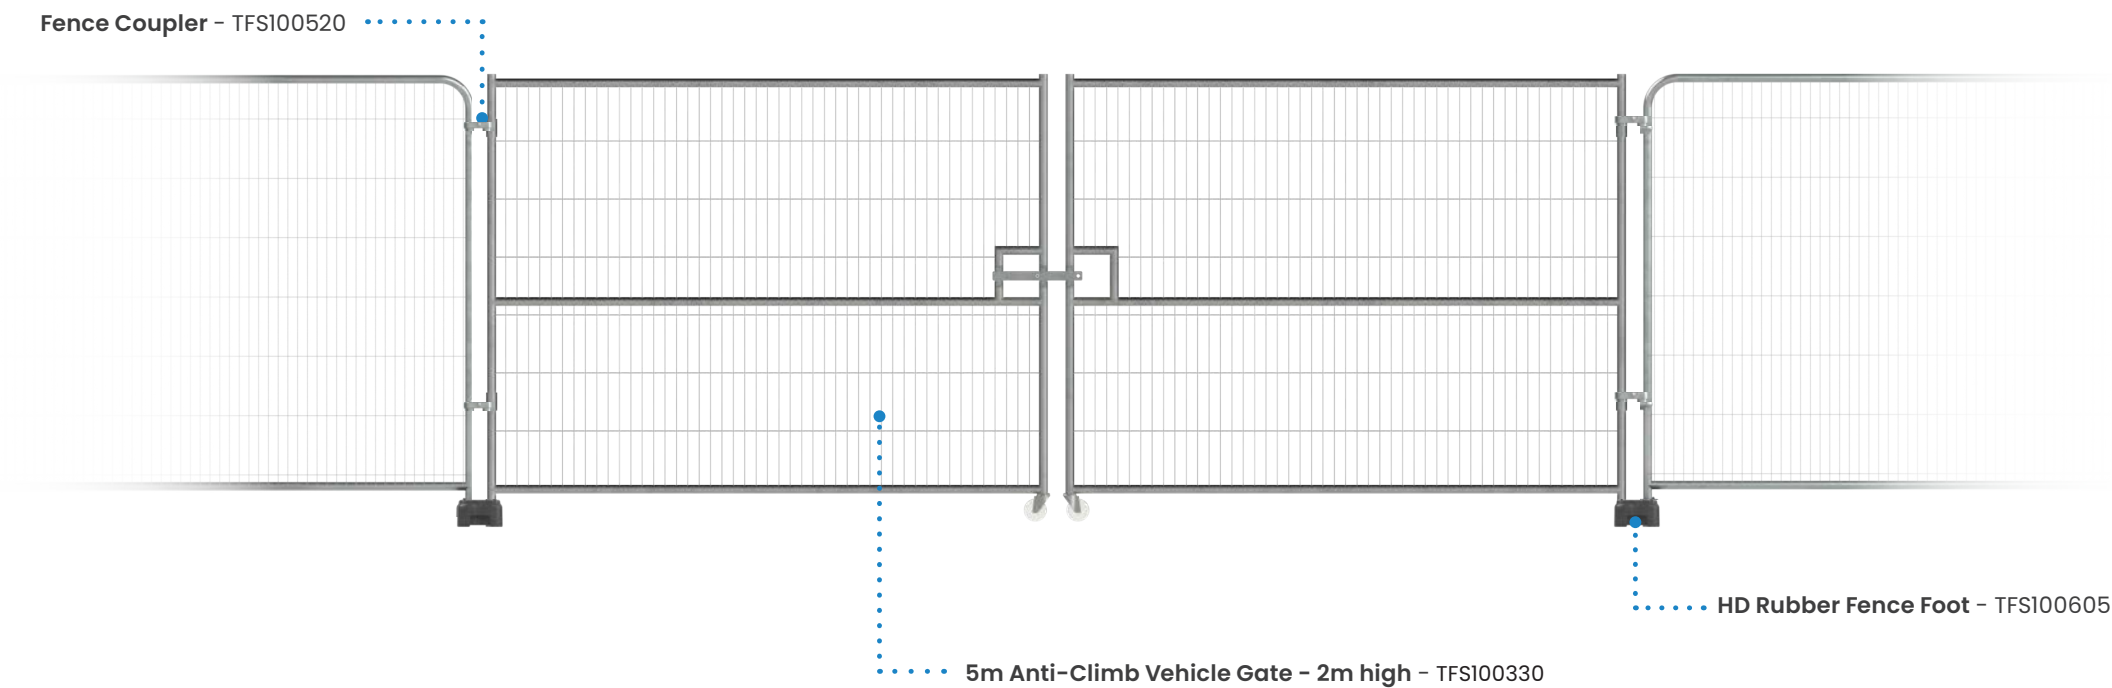 Fence Coupler - TFS100520
HD Rubber Fence Foot - TFS100605
5m Anti-Climb Vehicle Gate - 2m high - TFS100330